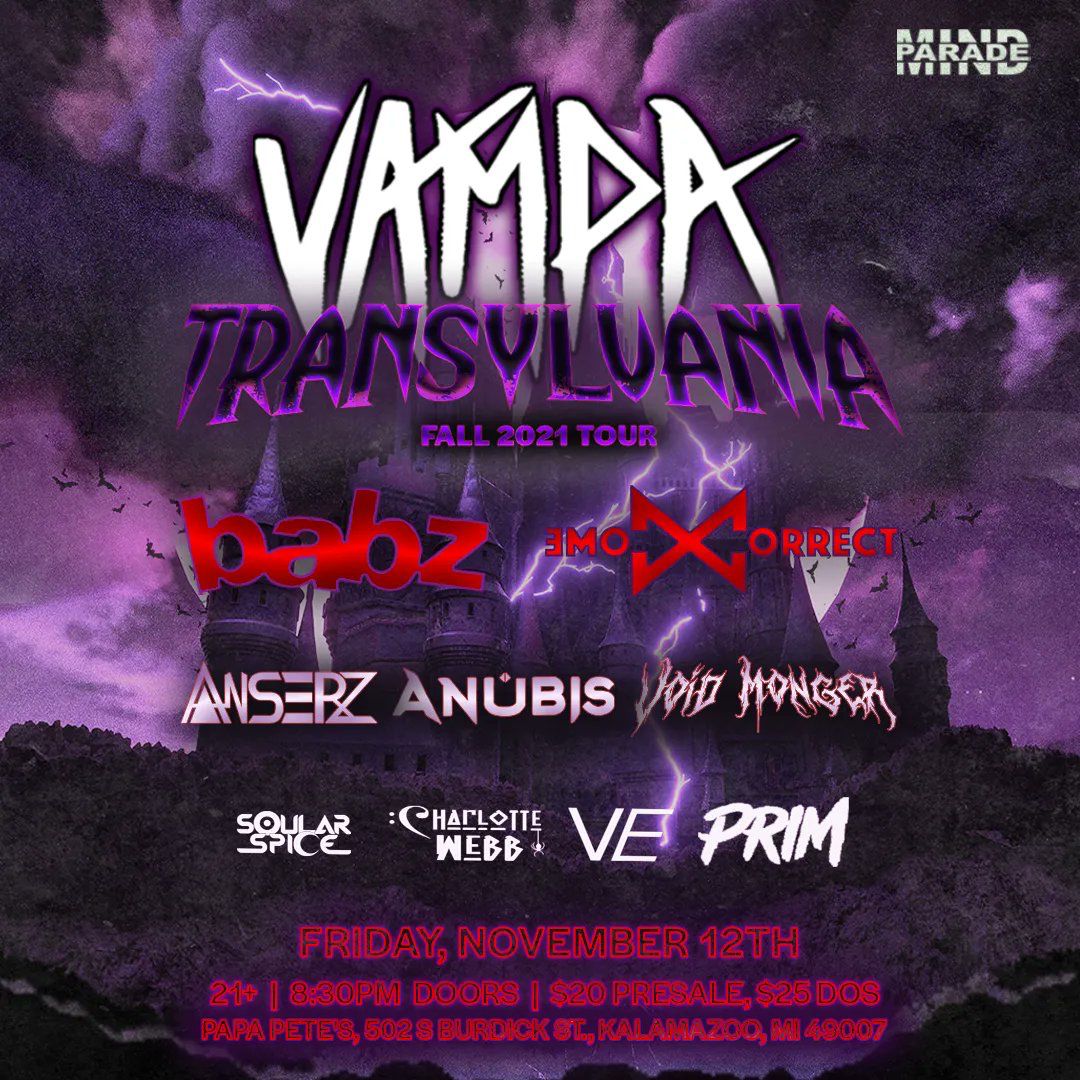 MIND
PARADE
VAMPA
TRANSYLVANIA
FALL 2021 TOUR
babz
EMO CORRECT
ANSERZ ANÜBIS VOID MONGER
SOULAR SPICE
:CHARLOTTE WEBB
VE PRIM
FRIDAY, NOVEMBER 12TH
21+ | 8:30PM DOORS | $20 PRESALE, $25 DOS
PAPA PETE'S, 502 S BURDICK ST., KALAMAZOO, MI 49007